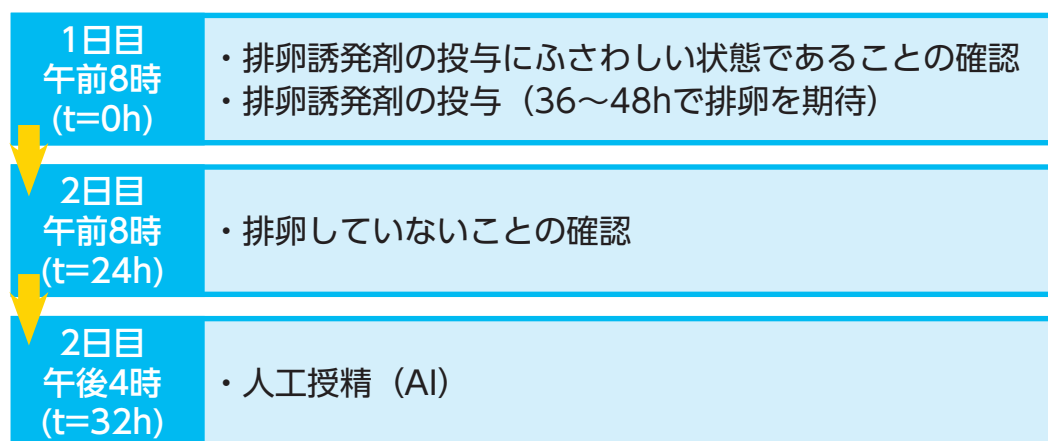 1日目
午前8時
(t=0h)
・排卵誘発剤の投与にふさわしい状態であることの確認
・排卵誘発剤の投与（36〜48hで排卵を期待）
2日目
午前8時
(t=24h)
・排卵していないことの確認
2日目
午後4時
(t=32h)
・人工授精（AI）